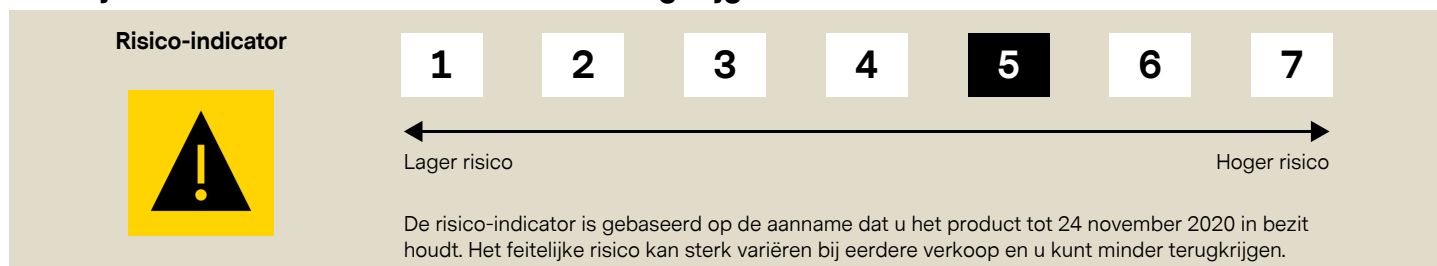 Risico-indicator
1 2 3 4 5 6 7
Lager risico Hoger risico
De risico-indicator is gebaseerd op de aanname dat u het product tot 24 november 2020 in bezit
houdt. Het feitelijke risico kan sterk variëren bij eerdere verkoop en u kunt minder terugkrijgen.